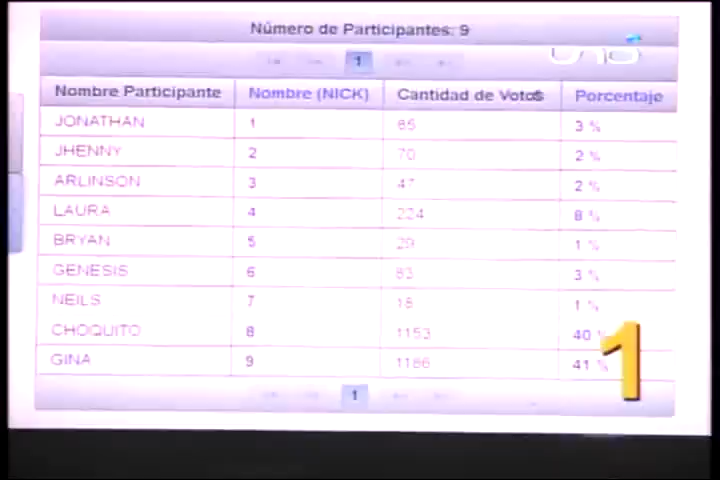 Número de Participantes: 9
1
uno
Nombre Participante Nombre (NICK) Cantidad de Votos Porcentaje
JONATHAN 1 85 3 %
JHENNY 2 70 2 %
ARLINSON 3 47 2 %
LAURA 4 224 8 %
BRYAN 5 29 1 %
GENESIS 6 83 3 %
NEILS 7 18 1 %
CHOQUITO 8 1153 40 %
GINA 9 1186 41 %
1
1